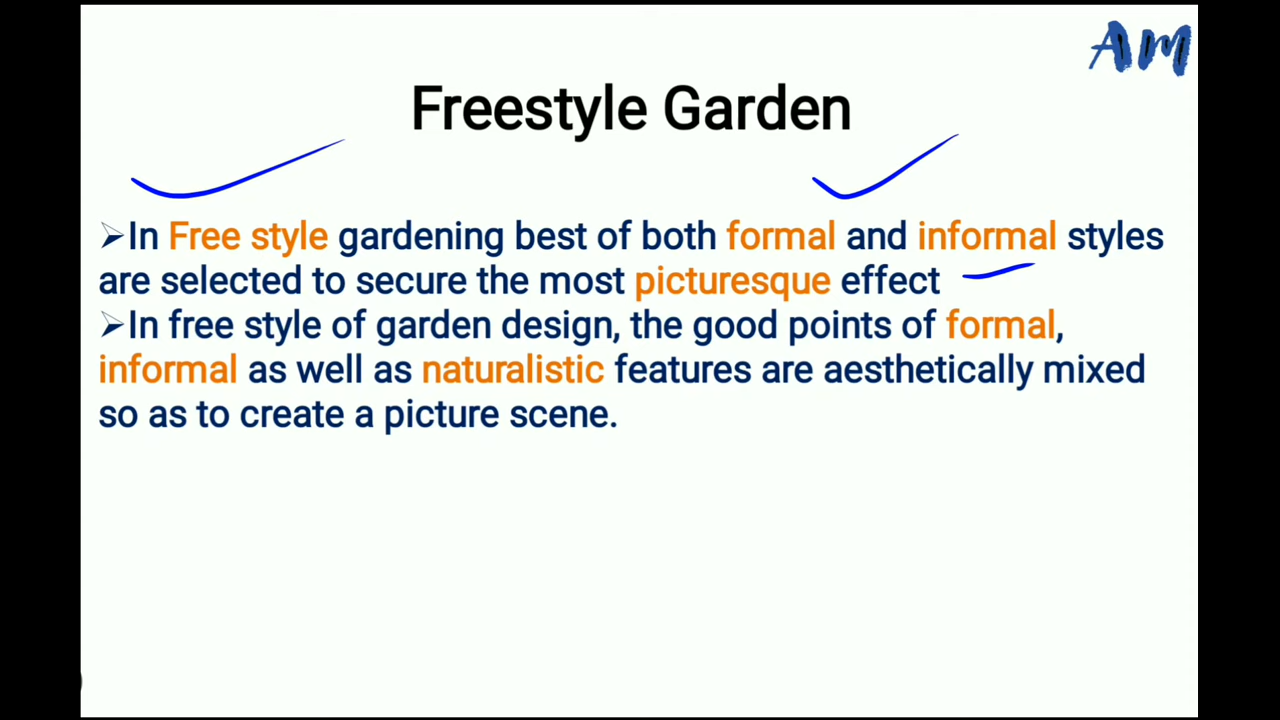 AM
Freestyle Garden
➢In Free style gardening best of both formal and informal styles
are selected to secure the most picturesque effect
➢In free style of garden design, the good points of formal,
informal as well as naturalistic features are aesthetically mixed
so as to create a picture scene.